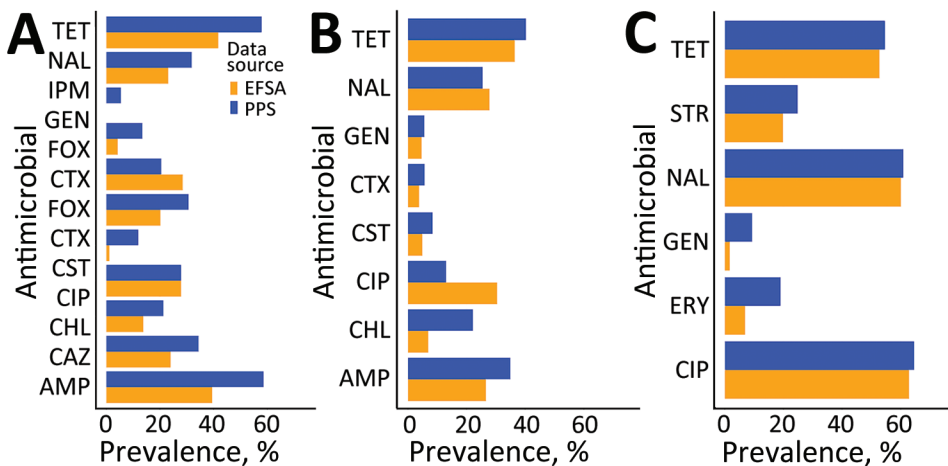 A
TET
NAL
IPM
GEN
FOX
CTX
FOX
CTX
CST
CIP
CHL
CAZ
AMP
Antimicrobial
Data
source
EFSA
PPS
0 20 40 60
Prevalence, %
B
TET
NAL
GEN
CTX
CST
CIP
CHL
AMP
Antimicrobial
0 20 40 60
Prevalence, %
C
TET
STR
NAL
GEN
ERY
CIP
Antimicrobial
0 20 40 60
Prevalence, %